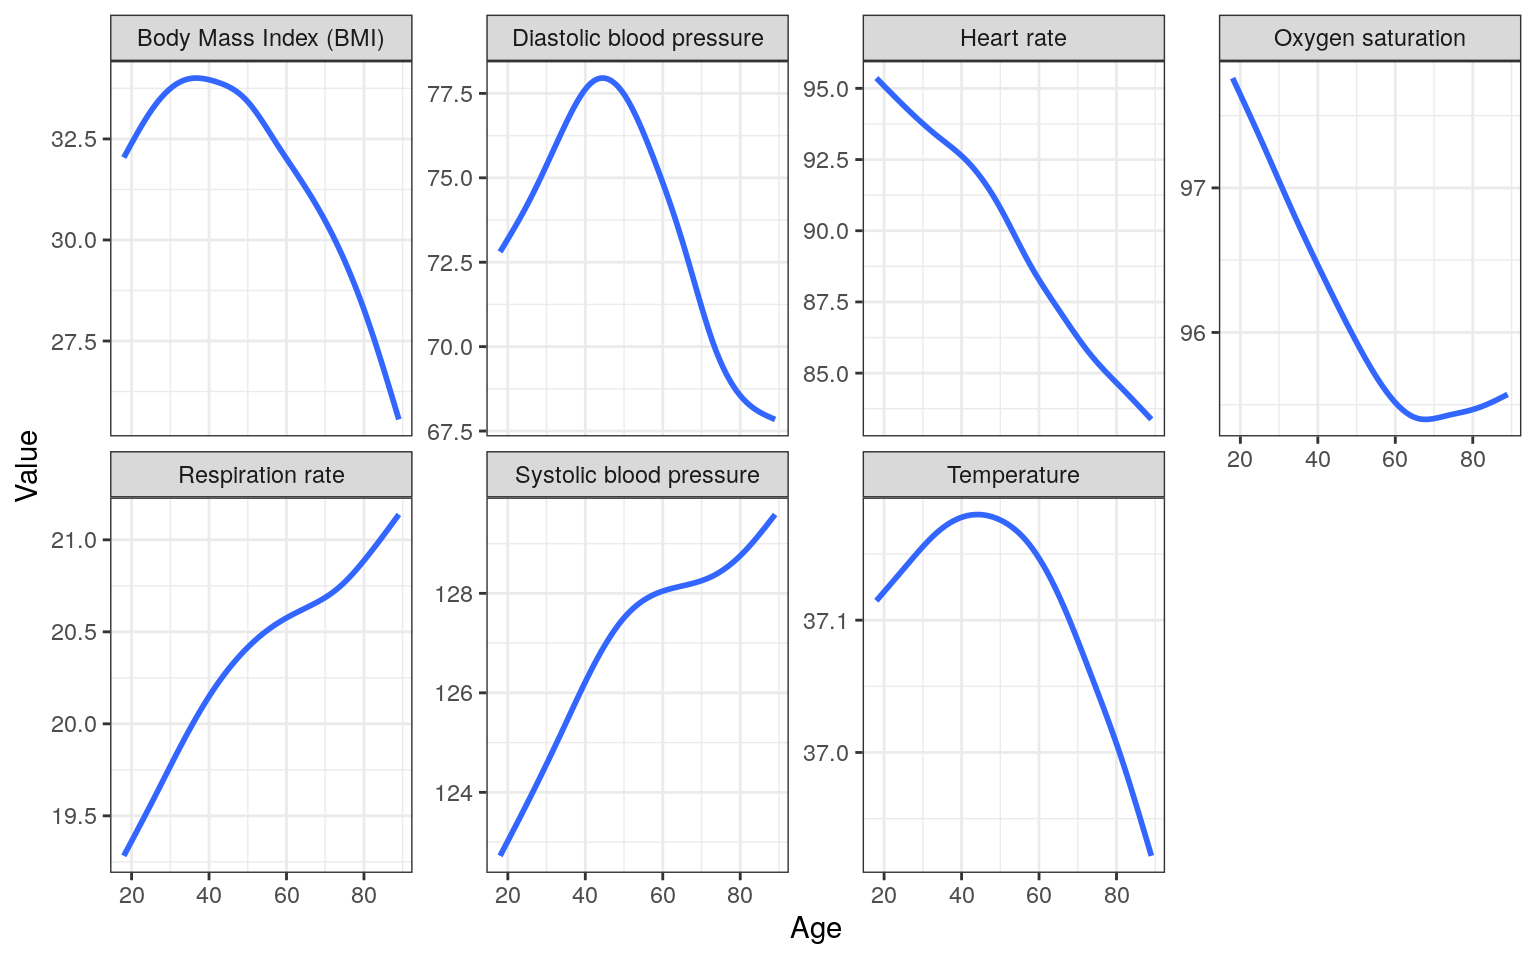 Body Mass Index (BMI)
Diastolic blood pressure
Heart rate
Oxygen saturation
32.5
30.0
27.5
77.5
75.0
72.5
70.0
67.5
95.0
92.5
90.0
87.5
85.0
97
96
20 40 60 80
Value
Respiration rate
Systolic blood pressure
Temperature
21.0
20.5
20.0
19.5
128
126
124
37.1
37.0
20 40 60 80
20 40 60 80
20 40 60 80
Age